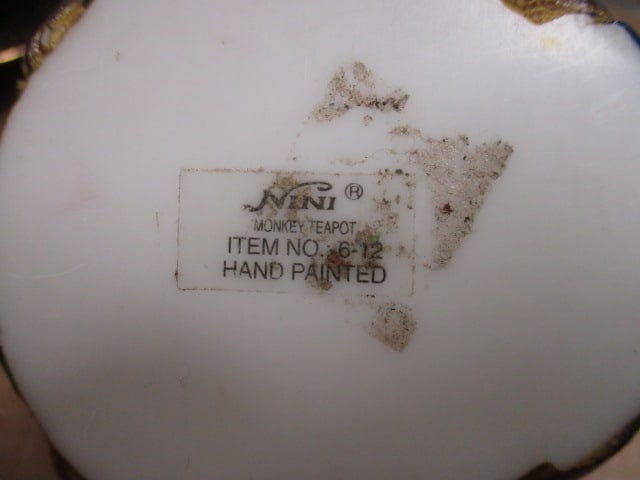 NINI ®
MONKEY TEAPOT
ITEM NO. 6-12
HAND PAINTED